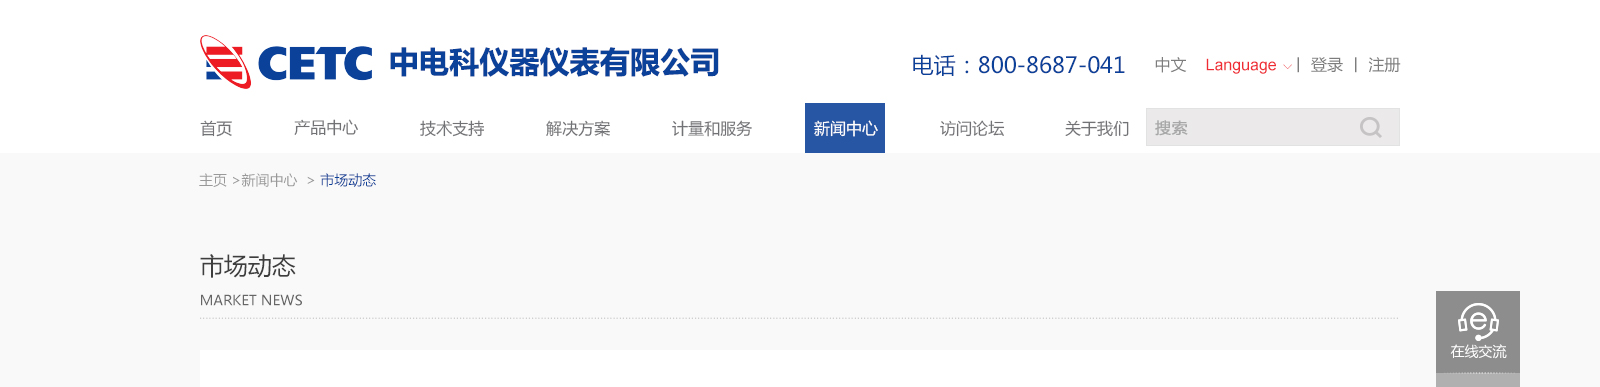 CETC 中电科仪器仪表有限公司
电话：800-8687-041 中文 Language | 登录 | 注册
首页 产品中心 技术支持 解决方案 计量和服务 新闻中心 访问论坛 关于我们 搜索
主页 >新闻中心 > 市场动态
市场动态
MARKET NEWS
在线交流